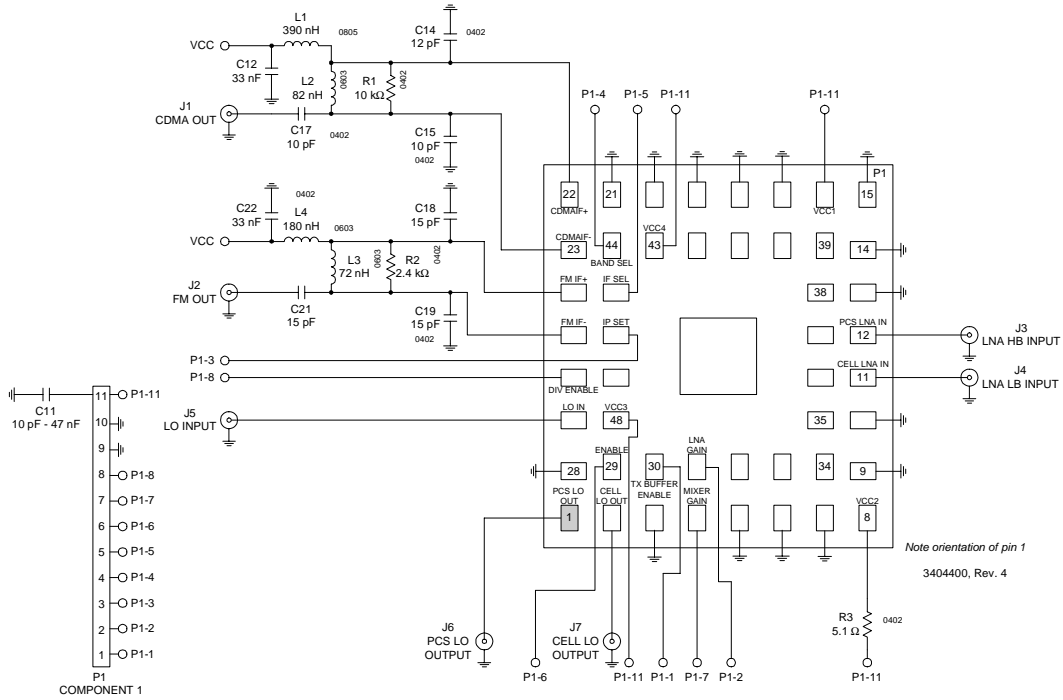 L1
390 nH
0805
C14
12 pF
0402
VCC
C12
33 nF
L2
82 nH
0603
R1
10 kΩ
0402
J1
CDMA OUT
C17
10 pF
0402
C15
10 pF
0402
P1-4
P1-5
P1-11
P1-11
C22
33 nF
0402
L4
180 nH
0603
C18
15 pF
0402
VCC
L3
72 nH
0603
R2
2.4 kΩ
J2
FM OUT
C21
15 pF
C19
15 pF
0402
P1-3
P1-8
J5
LO INPUT
P1
22
21
15
CDMAIF+
VCC1
CDMAIF-
23
44
VCC4
43
39
14
BAND SEL
FM IF+
IF SEL
38
FM IF-
IP SET
PCS LNA IN
12
J3
LNA HB INPUT
CELL LNA IN
11
J4
LNA LB INPUT
DIV ENABLE
LO IN
VCC3
48
35
ENABLE
LNA
GAIN
28
29
30
34
9
PCS LO
OUT
CELL
LO OUT
TX BUFFER
ENABLE
MIXER
GAIN
VCC2
1
8
Note orientation of pin 1
3404400, Rev. 4
R3
5.1 Ω
0402
J6
PCS LO
OUTPUT
J7
CELL LO
OUTPUT
P1-6
P1-11
P1-1
P1-7
P1-2
P1-11
C11
10 pF - 47 nF
11 P1-11
10
9
8 P1-8
7 P1-7
6 P1-6
5 P1-5
4 P1-4
3 P1-3
2 P1-2
1 P1-1
P1
COMPONENT 1